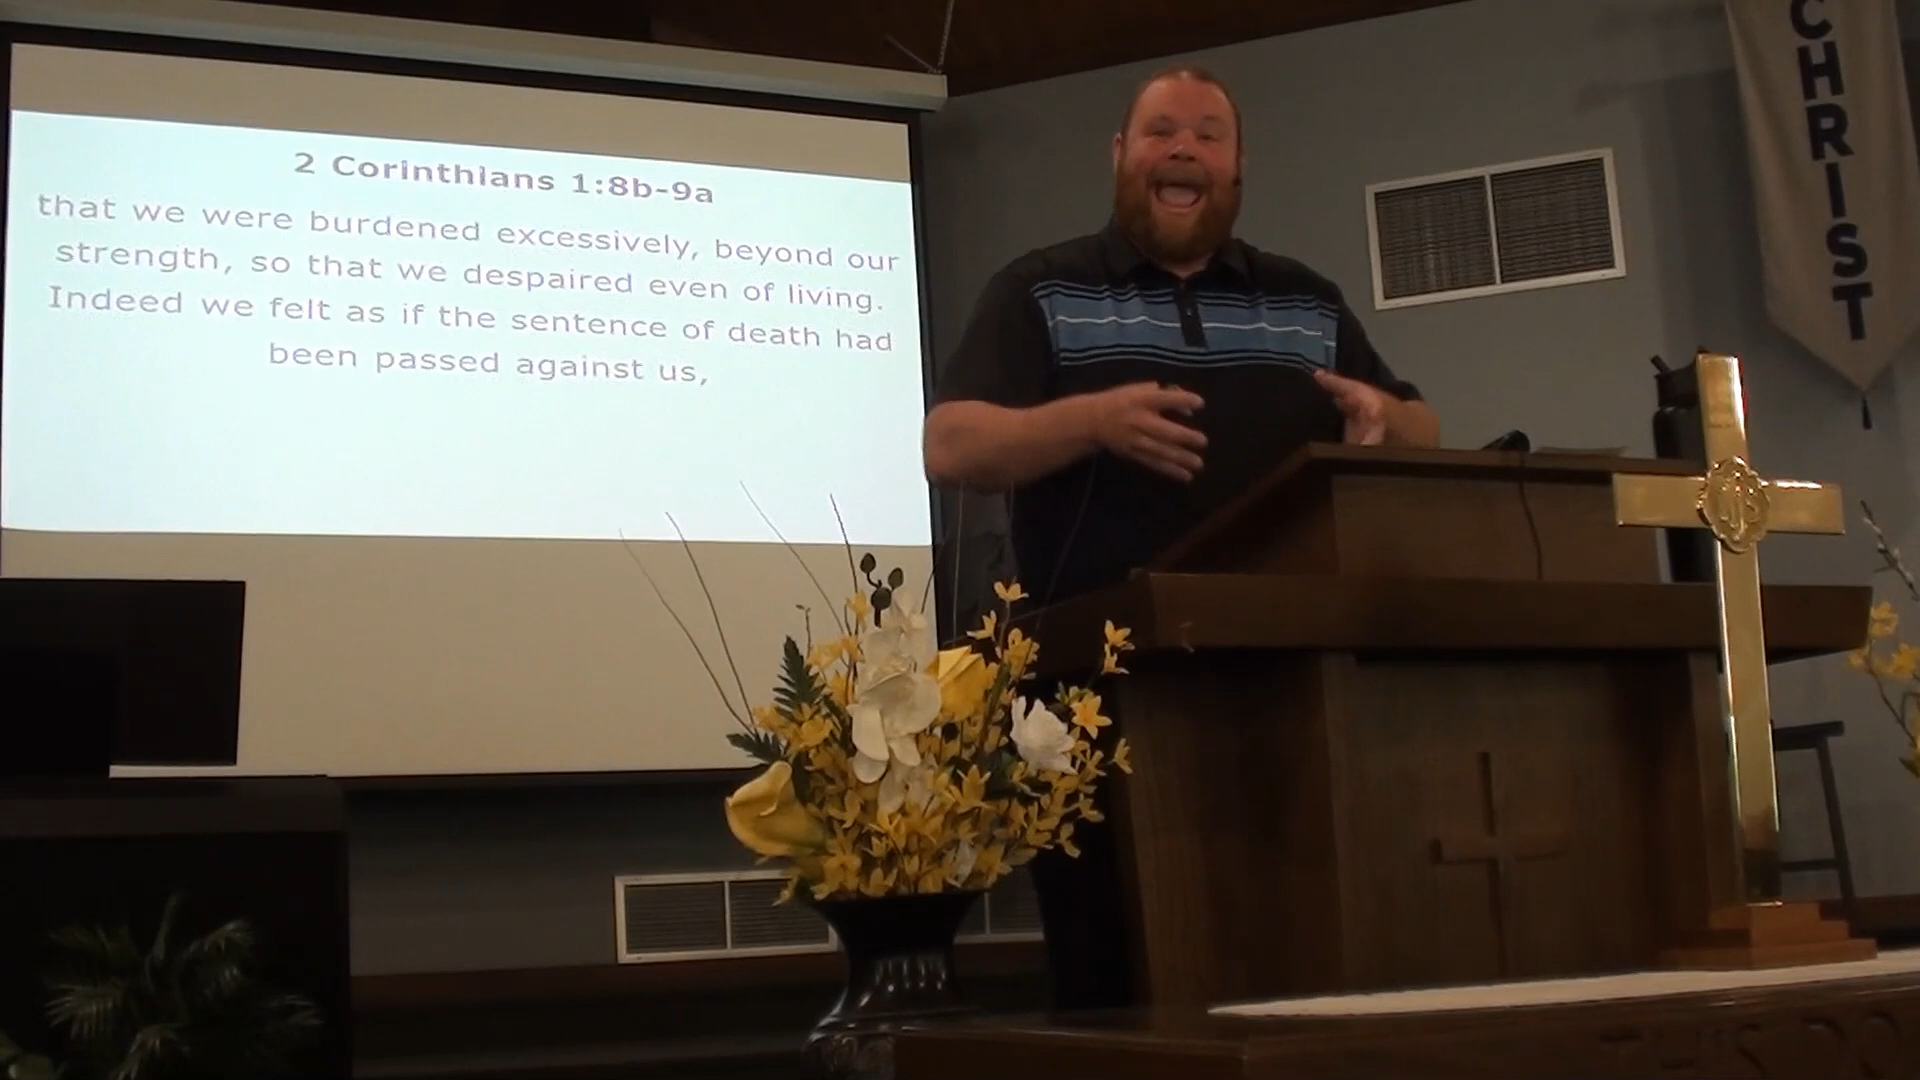 2 Corinthians 1:8b-9a
that we were burdened excessively, beyond our
strength, so that we despaired even of living.
Indeed we felt as if the sentence of death had
been passed against us,
CHRIST